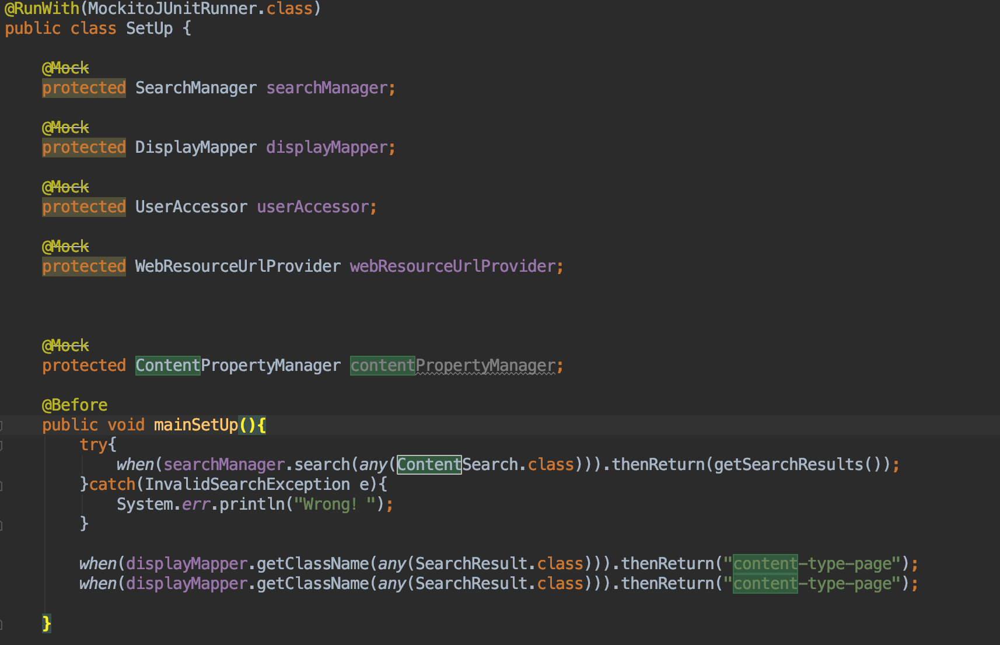 @RunWith(MockitoJUnitRunner.class)
public class SetUp {
@Mock
protected SearchManager searchManager;
@Mock
protected DisplayMapper displayMapper;
@Mock
protected UserAccessor userAccessor;
@Mock
protected WebResourceUrlProvider webResourceUrlProvider;
@Mock
protected ContentPropertyManager contentPropertyManager;
@Before
public void mainSetUp(){
try{
when(searchManager.search(any(ContentSearch.class))).thenReturn(getSearchResults());
}catch(InvalidSearchException e){
System.err.println("Wrong! ");
}
when(displayMapper.getClassName(any(SearchResult.class))).thenReturn("content-type-page");
when(displayMapper.getClassName(any(SearchResult.class))).thenReturn("content-type-page");
}